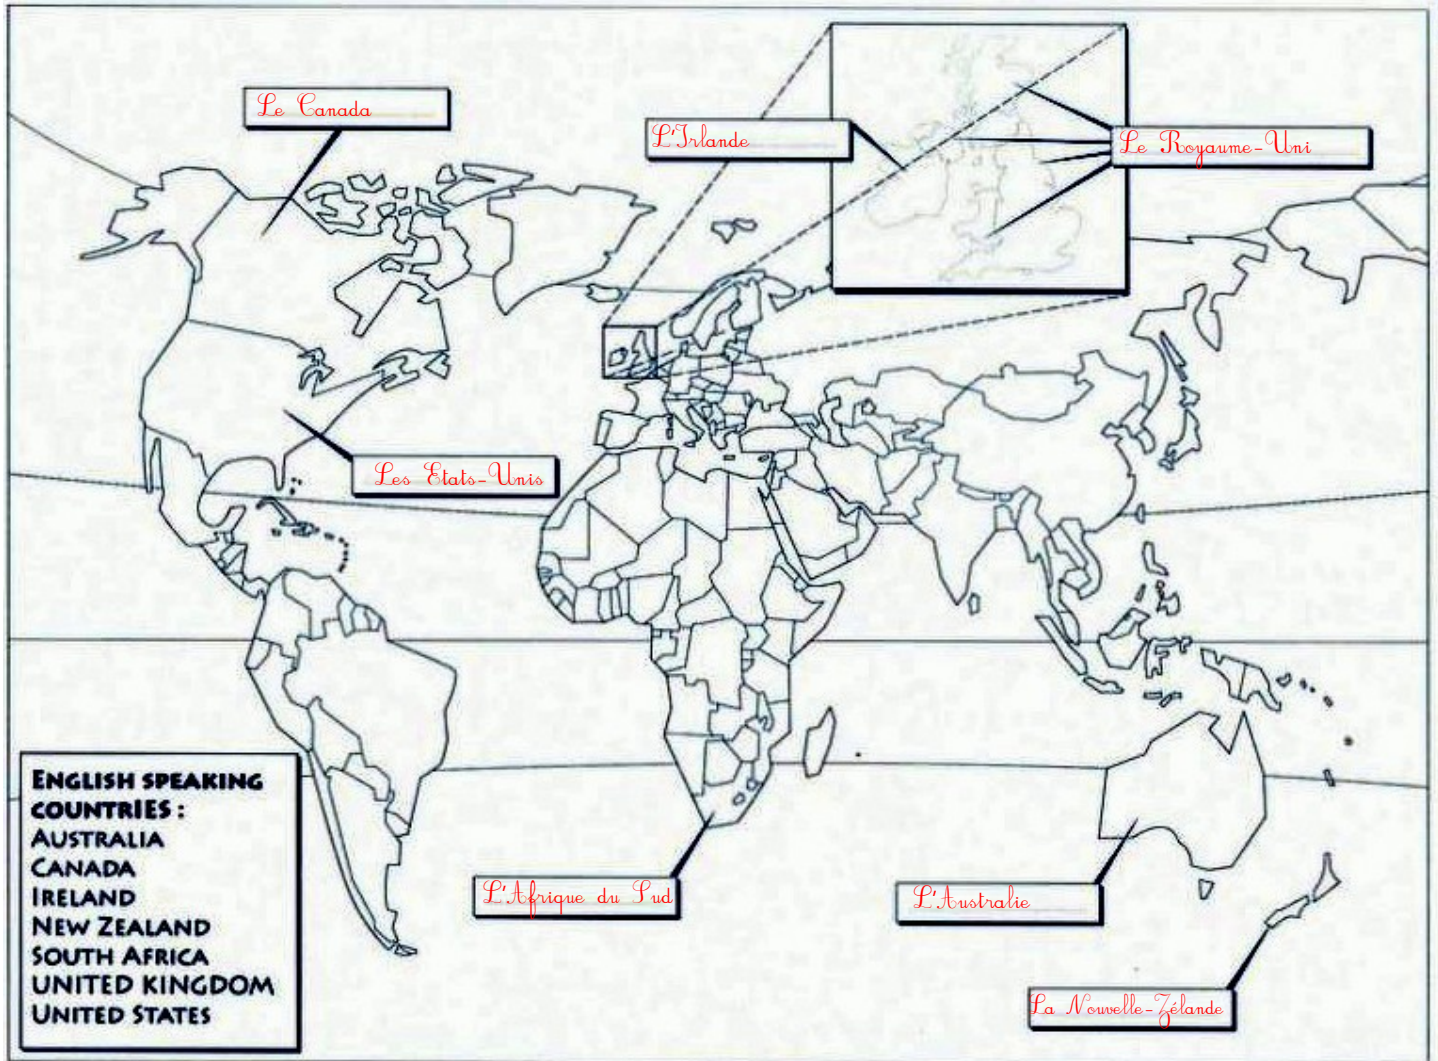 Le Canada
L'Irlande
Le Royaume-Uni
Les Etats-Unis
ENGLISH SPEAKING
COUNTRIES :
AUSTRALIA
CANADA
IRELAND
NEW ZEALAND
SOUTH AFRICA
UNITED KINGDOM
UNITED STATES
L'Afrique du Sud
L'Australie
La Nouvelle-Zélande